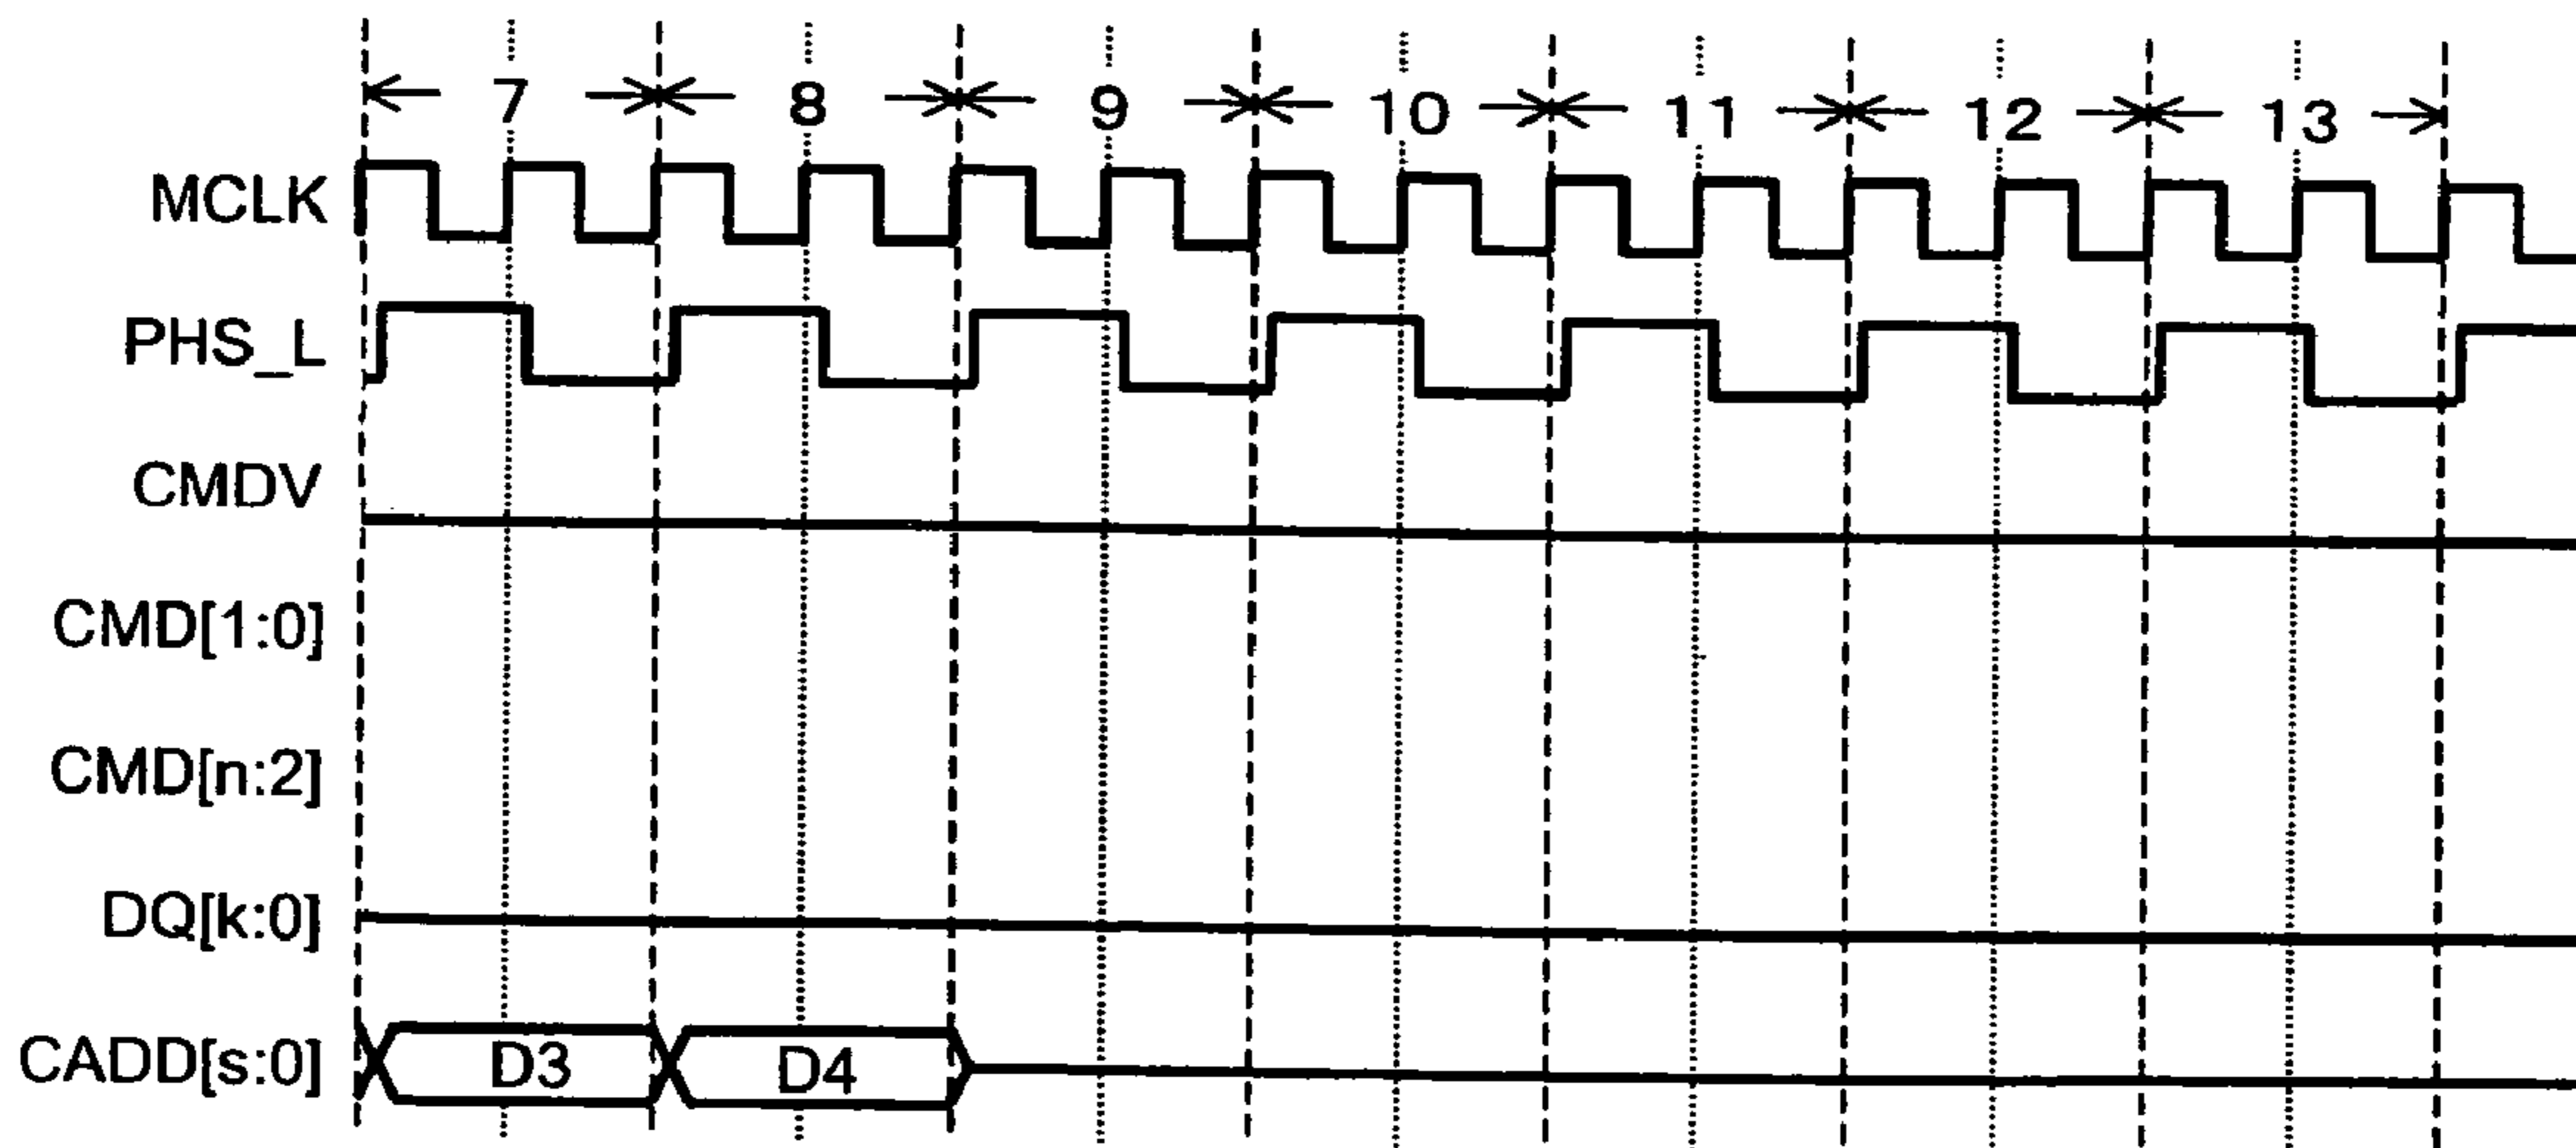 7 8 9 10 11 12 13
MCLK
PHS_L
CMDV
CMD[1:0]
CMD[n:2]
DQ[k:0]
CADD[s:0] D3 D4